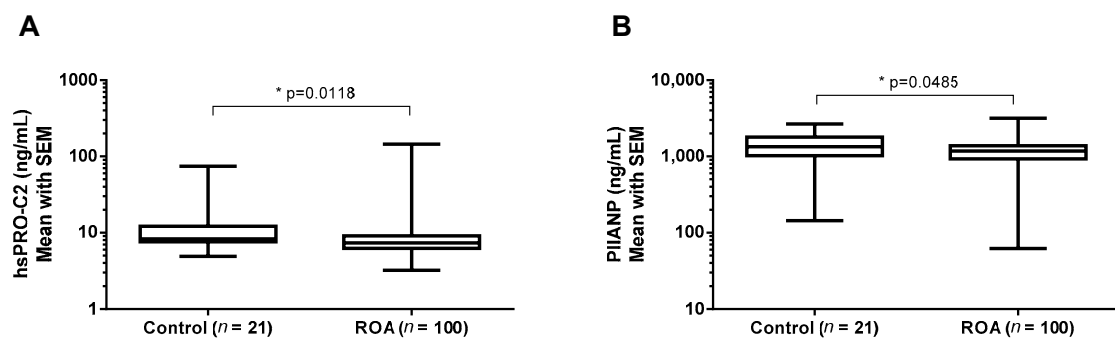 A
hsPRO-C2 (ng/mL)
Mean with SEM
1000
100
10
1
* p=0.0118
Control (n = 21)
ROA (n = 100)
B
PIIANP (ng/mL)
Mean with SEM
10,000
1,000
100
10
* p=0.0485
Control (n = 21)
ROA (n = 100)